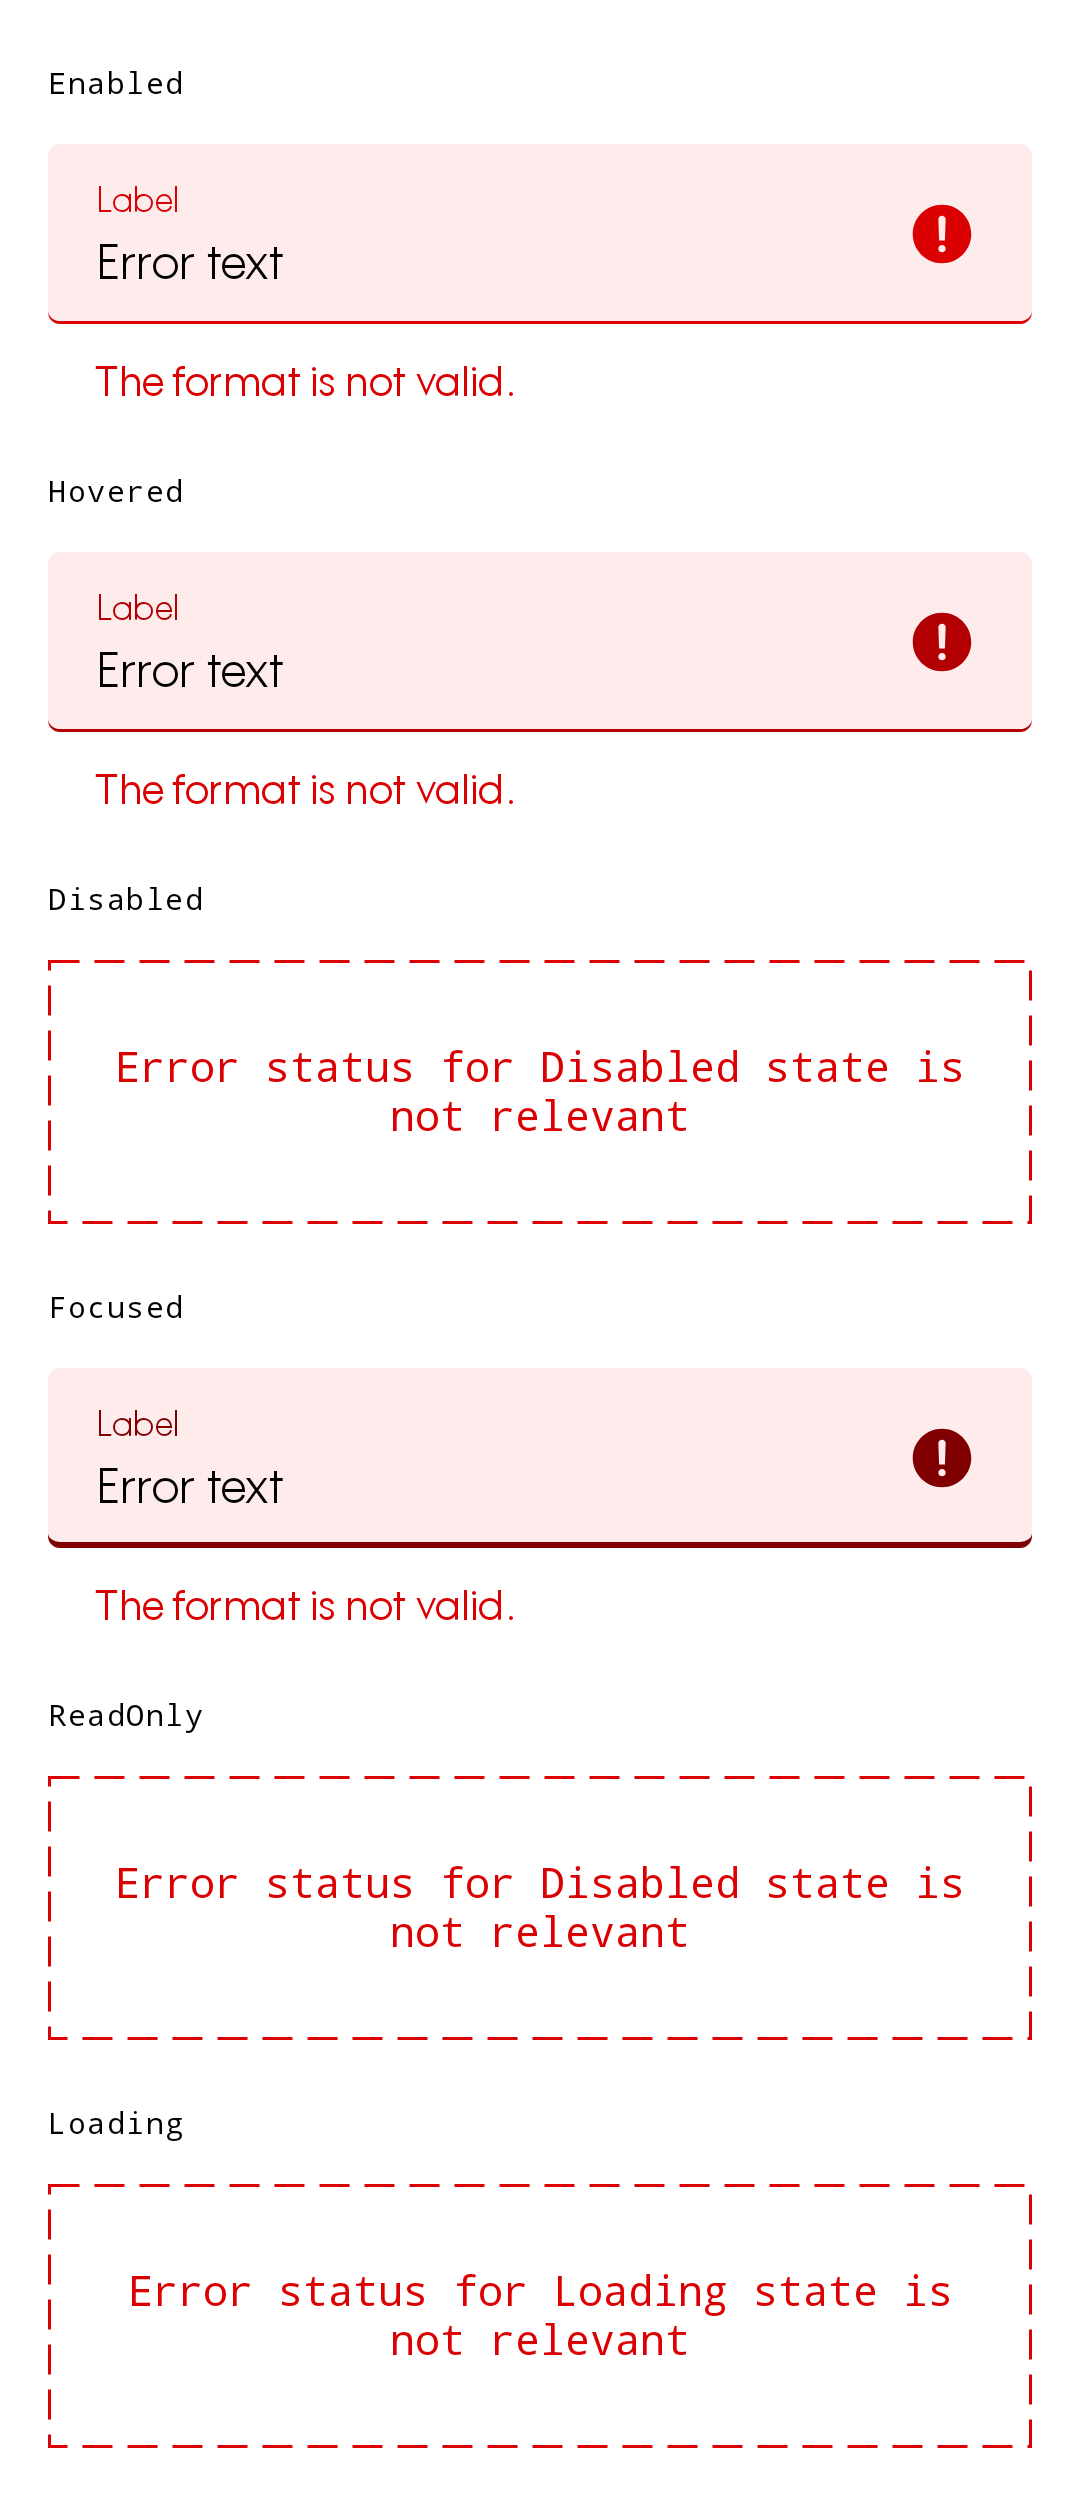 Enabled
Label
Error text
The format is not valid.
Hovered
Label
Error text
The format is not valid.
Disabled
Error status for Disabled state is
not relevant
Focused
Label
Error text
The format is not valid.
ReadOnly
Error status for Disabled state is
not relevant
Loading
Error status for Loading state is
not relevant